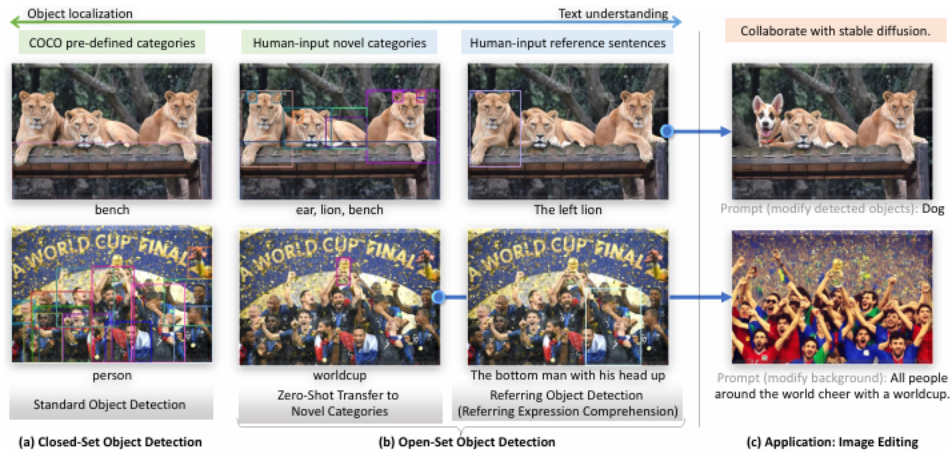 Object localization
Text understanding
COCO pre-defined categories
Human-input novel categories
Human-input reference sentences
Collaborate with stable diffusion.
bench
ear, lion, bench
The left lion
Prompt (modify detected objects): Dog
A WORLD CUP FINAL
A WORLD CUP FINAL
A WORLD CUP FINAL
person
worldcup
The bottom man with his head up
Prompt (modify background): All people
around the world cheer with a worldcup.
Standard Object Detection
Zero-Shot Transfer to
Novel Categories
Referring Object Detection
(Referring Expression Comprehension)
(a) Closed-Set Object Detection
(b) Open-Set Object Detection
(c) Application: Image Editing